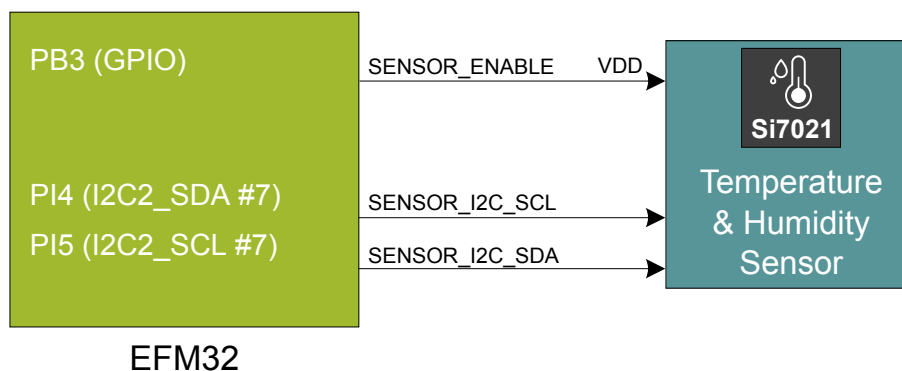 PB3 (GPIO)
SENSOR_ENABLE
VDD
Si7021
PI4 (I2C2_SDA #7)
SENSOR_I2C_SCL
PI5 (I2C2_SCL #7)
SENSOR_I2C_SDA
Temperature
& Humidity
Sensor
EFM32